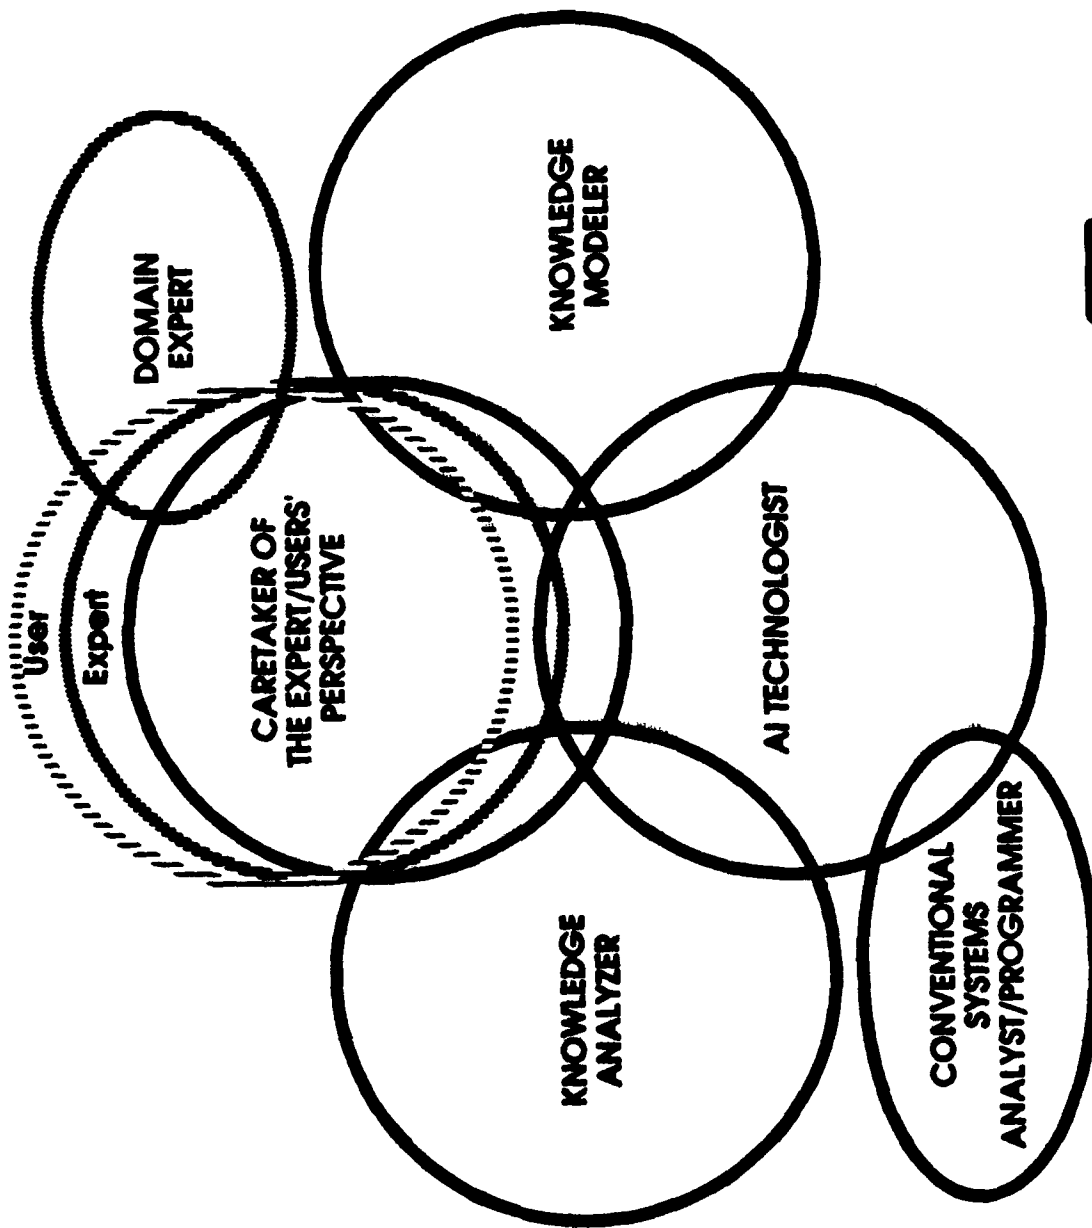 User
Expert
CARETAKER OF
THE EXPERT/USERS'
PERSPECTIVE
DOMAIN
EXPERT
KNOWLEDGE
ANALYZER
KNOWLEDGE
MODELER
AI TECHNOLOGIST
CONVENTIONAL
SYSTEMS
ANALYST/PROGRAMMER